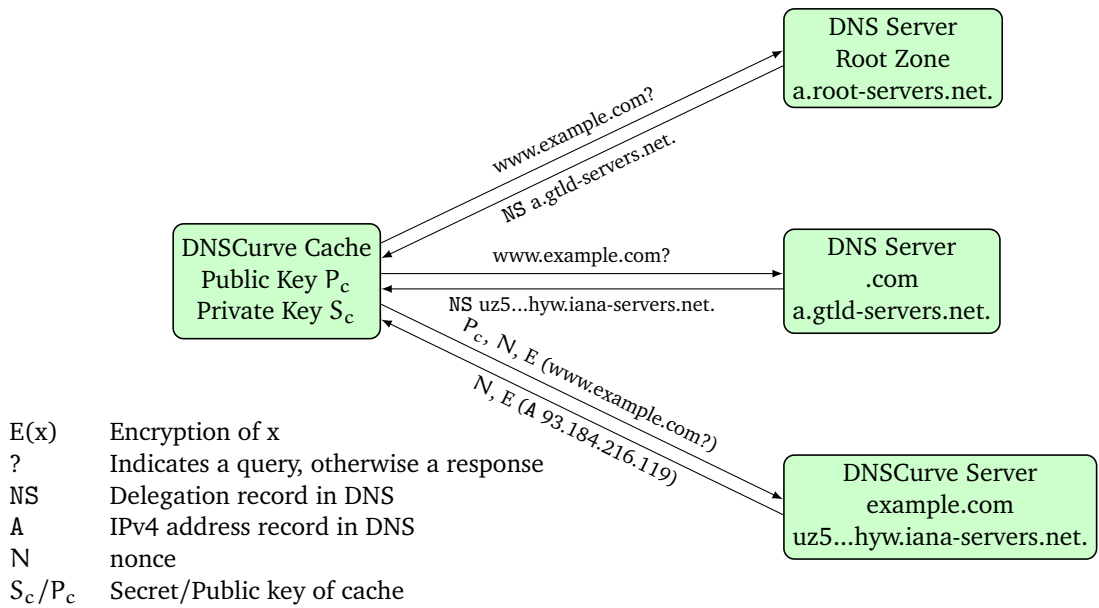 DNS Server
Root Zone
a.root-servers.net.
www.example.com?
NS a.gtld-servers.net.
DNSCurve Cache
Public Key Pc
Private Key Sc
www.example.com?
NS uz5...hyw.iana-servers.net.
DNS Server
.com
a.gtld-servers.net.
Pc, N, E (www.example.com?)
N, E (A 93.184.216.119)
DNSCurve Server
example.com
uz5...hyw.iana-servers.net.
E(x) Encryption of x
? Indicates a query, otherwise a response
NS Delegation record in DNS
A IPv4 address record in DNS
N nonce
Sc/Pc Secret/Public key of cache